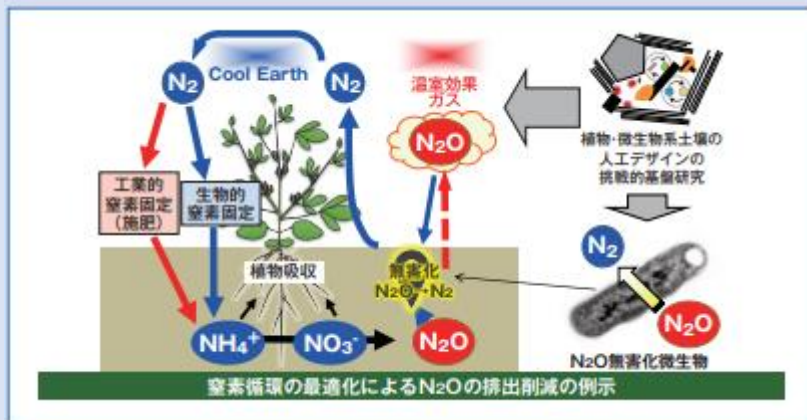 N2
Cool Earth
N2
温室効果
ガス
N2O
植物・微生物系土壌の
人工デザインの
挑戦的基盤研究
工業的
窒素固定
(施肥)
生物的
窒素固定
植物吸収
無害化
N2O→N2
NH4+
NO3-
N2O
N2
N2O
N2O無害化微生物
窒素循環の最適化によるN2Oの排出削減の例示